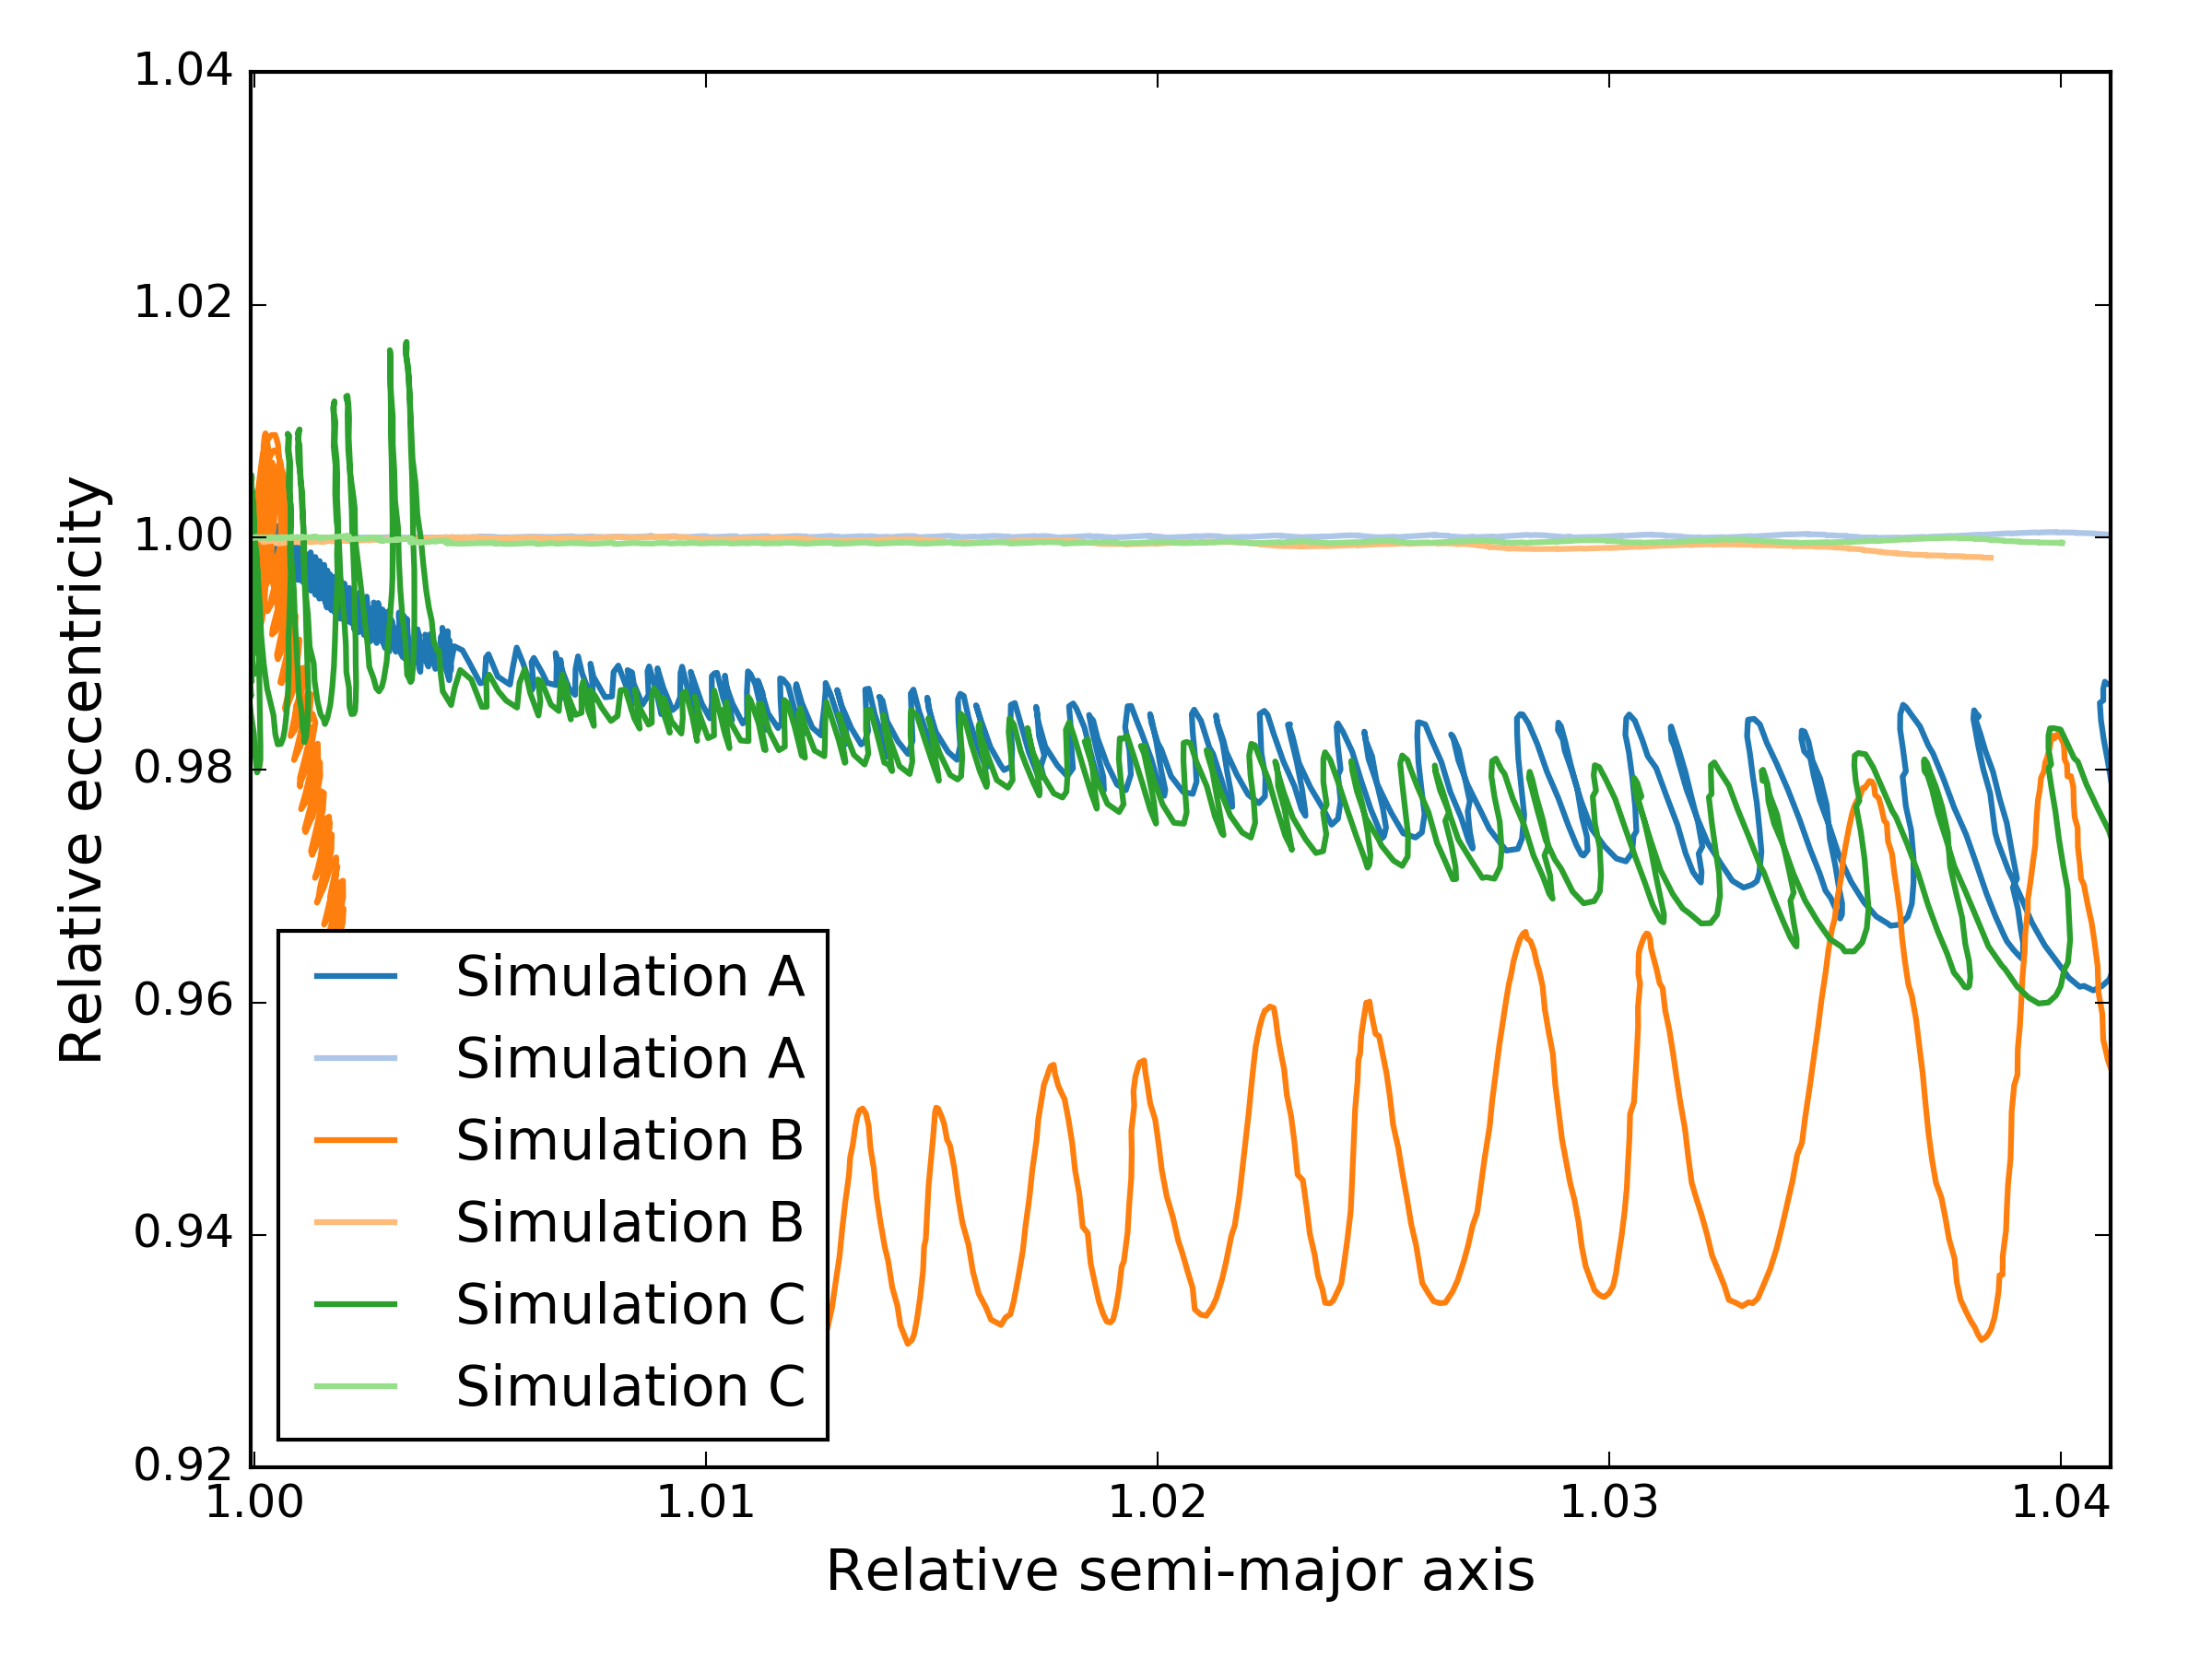 1.04
1.02
1.00
0.98
0.96
0.94
0.92
Relative eccentricity
Simulation A
Simulation A
Simulation B
Simulation B
Simulation C
Simulation C
1.00 1.01 1.02 1.03 1.04
Relative semi-major axis